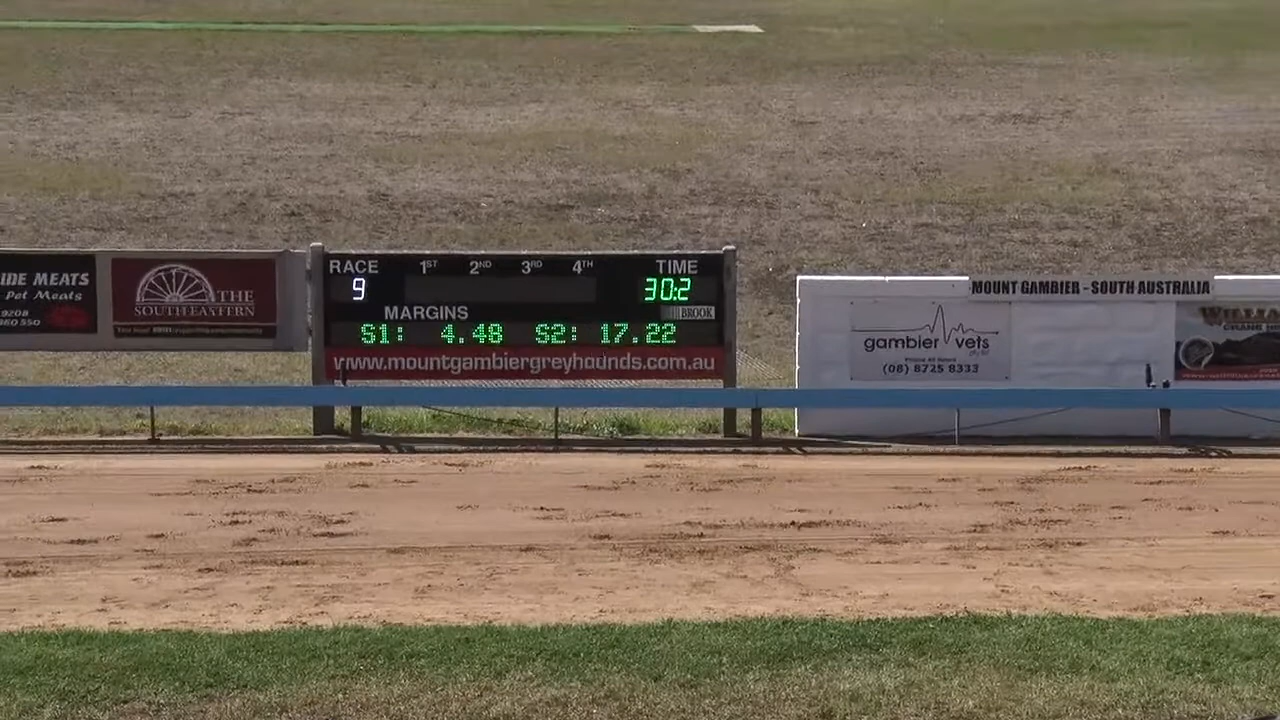 IDE MEATS
Pet Meats
9208
860 550
THE
SOUTHEASTERN
RACE 1ST 2ND 3RD 4TH TIME
9 30.2
MARGINS BROOK
S1: 4.48 S2: 17.22
www.mountgambiergreyhounds.com.au
MOUNT GAMBIER - SOUTH AUSTRALIA
gambier vets
(08) 8725 8333